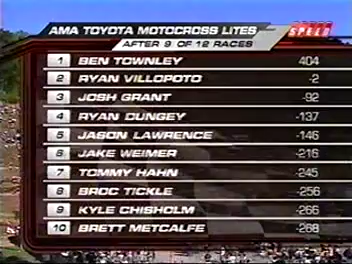 AMA TOYOTA MOTOCROSS LITES
SPEED
AFTER 9 OF 12 RACES
1 BEN TOWNLEY 404
2 RYAN VILLOPOTO -2
3 JOSH GRANT -92
4 RYAN DUNGEY -137
5 JASON LAWRENCE -146
6 JAKE WEIMER -216
7 TOMMY HAHN -245
8 BROC TICKLE -256
9 KYLE CHISHOLM -266
10 BRETT METCALFE -268